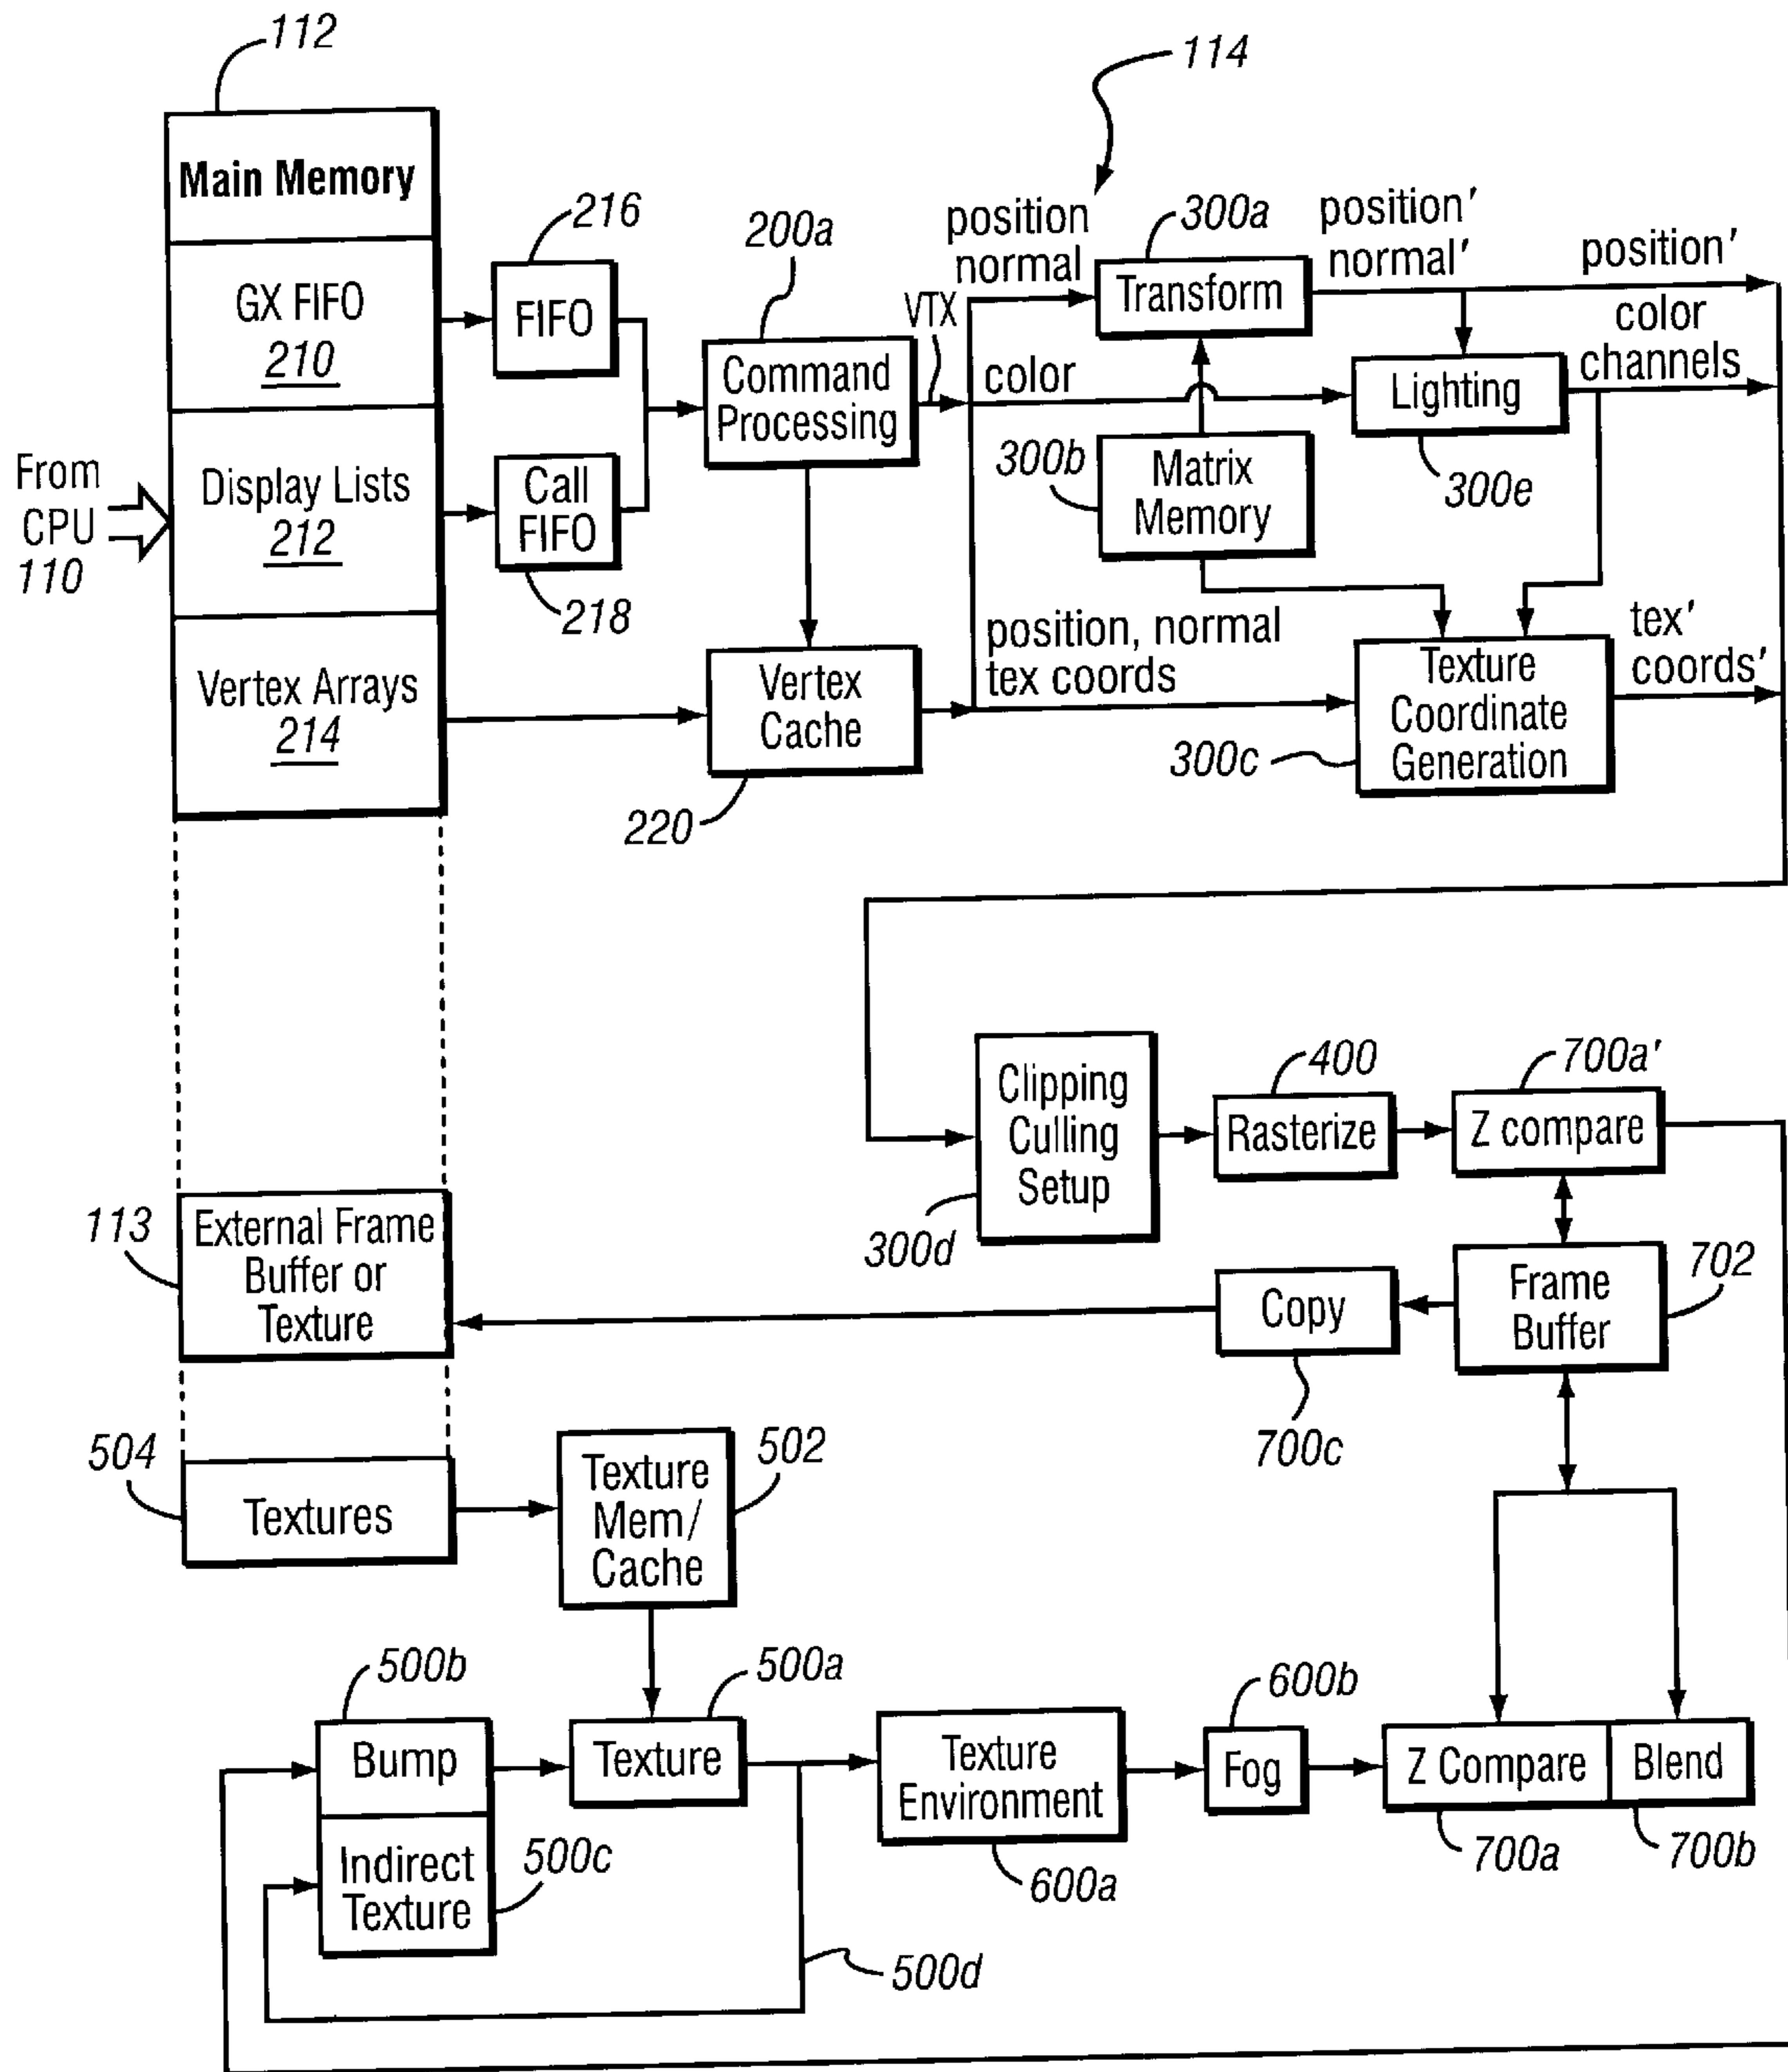 112
114
Main Memory
GX FIFO
210
Display Lists
212
Vertex Arrays
214
From
CPU
110
216
FIFO
Call
FIFO
218
200a
Command
Processing
Vertex
Cache
220
VTX
position
normal
color
position, normal
tex coords
300a
Transform
position'
normal'
position'
color
channels
Lighting
300e
300b
Matrix
Memory
Texture
Coordinate
Generation
300c
tex'
coords'
Clipping
Culling
Setup
300d
400
Rasterize
700a'
Z compare
113
External Frame
Buffer or
Texture
Copy
700c
Frame
Buffer
702
504
Textures
Texture
Mem/
Cache
502
500b
Bump
Indirect
Texture
500c
500a
Texture
500d
Texture
Environment
600a
600b
Fog
Z Compare
Blend
700a
700b